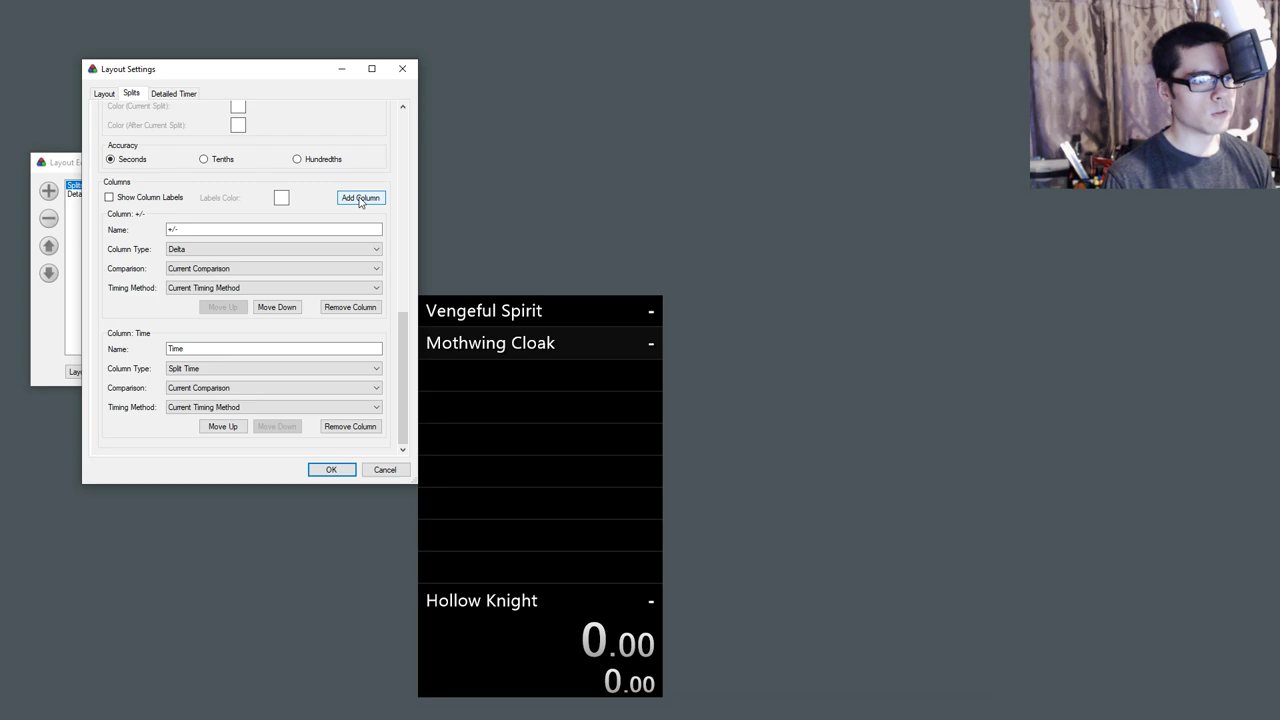 Layout Settings
Layout
Splits
Detailed Timer
Color (Current Split):
Color (After Current Split):
Accuracy
Seconds
Tenths
Hundredths
Columns
Show Column Labels
Labels Color:
Add Column
Column: +/-
Name:
+/-
Column Type:
Delta
Comparison:
Current Comparison
Timing Method:
Current Timing Method
Move Up
Move Down
Remove Column
Column: Time
Name:
Time
Column Type:
Split Time
Comparison:
Current Comparison
Timing Method:
Current Timing Method
Move Up
Move Down
Remove Column
OK
Cancel
Layout E
Split
Deta
Lay
Vengeful Spirit -
Mothwing Cloak -
Hollow Knight -
0.00
0.00